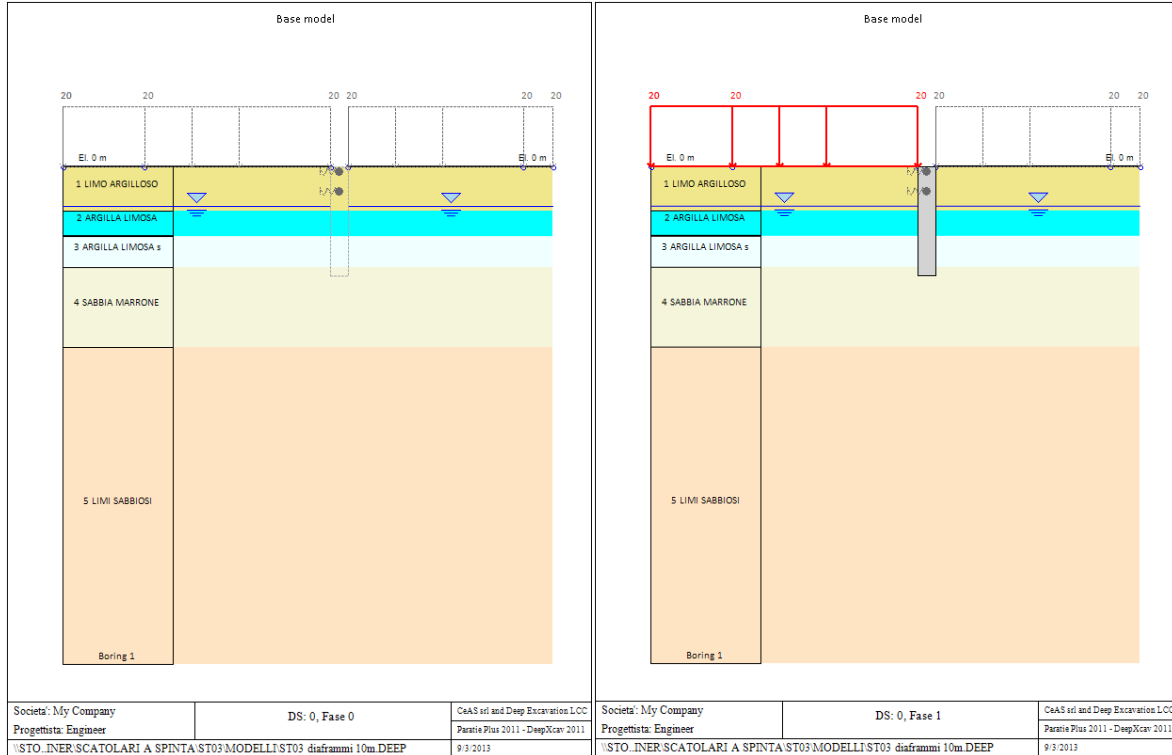 Base model
20 20 20 20 20 20
El. 0 m El. 0 m
1 LIMO ARGILLOSO
2 ARGILLA LIMOSA
3 ARGILLA LIMOSA s
4 SABBIA MARRONE
5 LIMI SABBIOSI
Boring 1
Societa': My Company
Progettista: Engineer
DS: 0, Fase 0
CeAS srl and Deep Excavation LCC
Paratie Plus 2011 - DeepXcav 2011
\\STO..INER\SCATOLARI A SPINTA\ST03\MODELLI\ST03 diaframmi 10m.DEEP
9/3/2013
Base model
20 20 20 20 20 20
El. 0 m El. 0 m
1 LIMO ARGILLOSO
2 ARGILLA LIMOSA
3 ARGILLA LIMOSA s
4 SABBIA MARRONE
5 LIMI SABBIOSI
Boring 1
Societa': My Company
Progettista: Engineer
DS: 0, Fase 1
CeAS srl and Deep Excavation LCC
Paratie Plus 2011 - DeepXcav 2011
\\STO..INER\SCATOLARI A SPINTA\ST03\MODELLI\ST03 diaframmi 10m.DEEP
9/3/2013